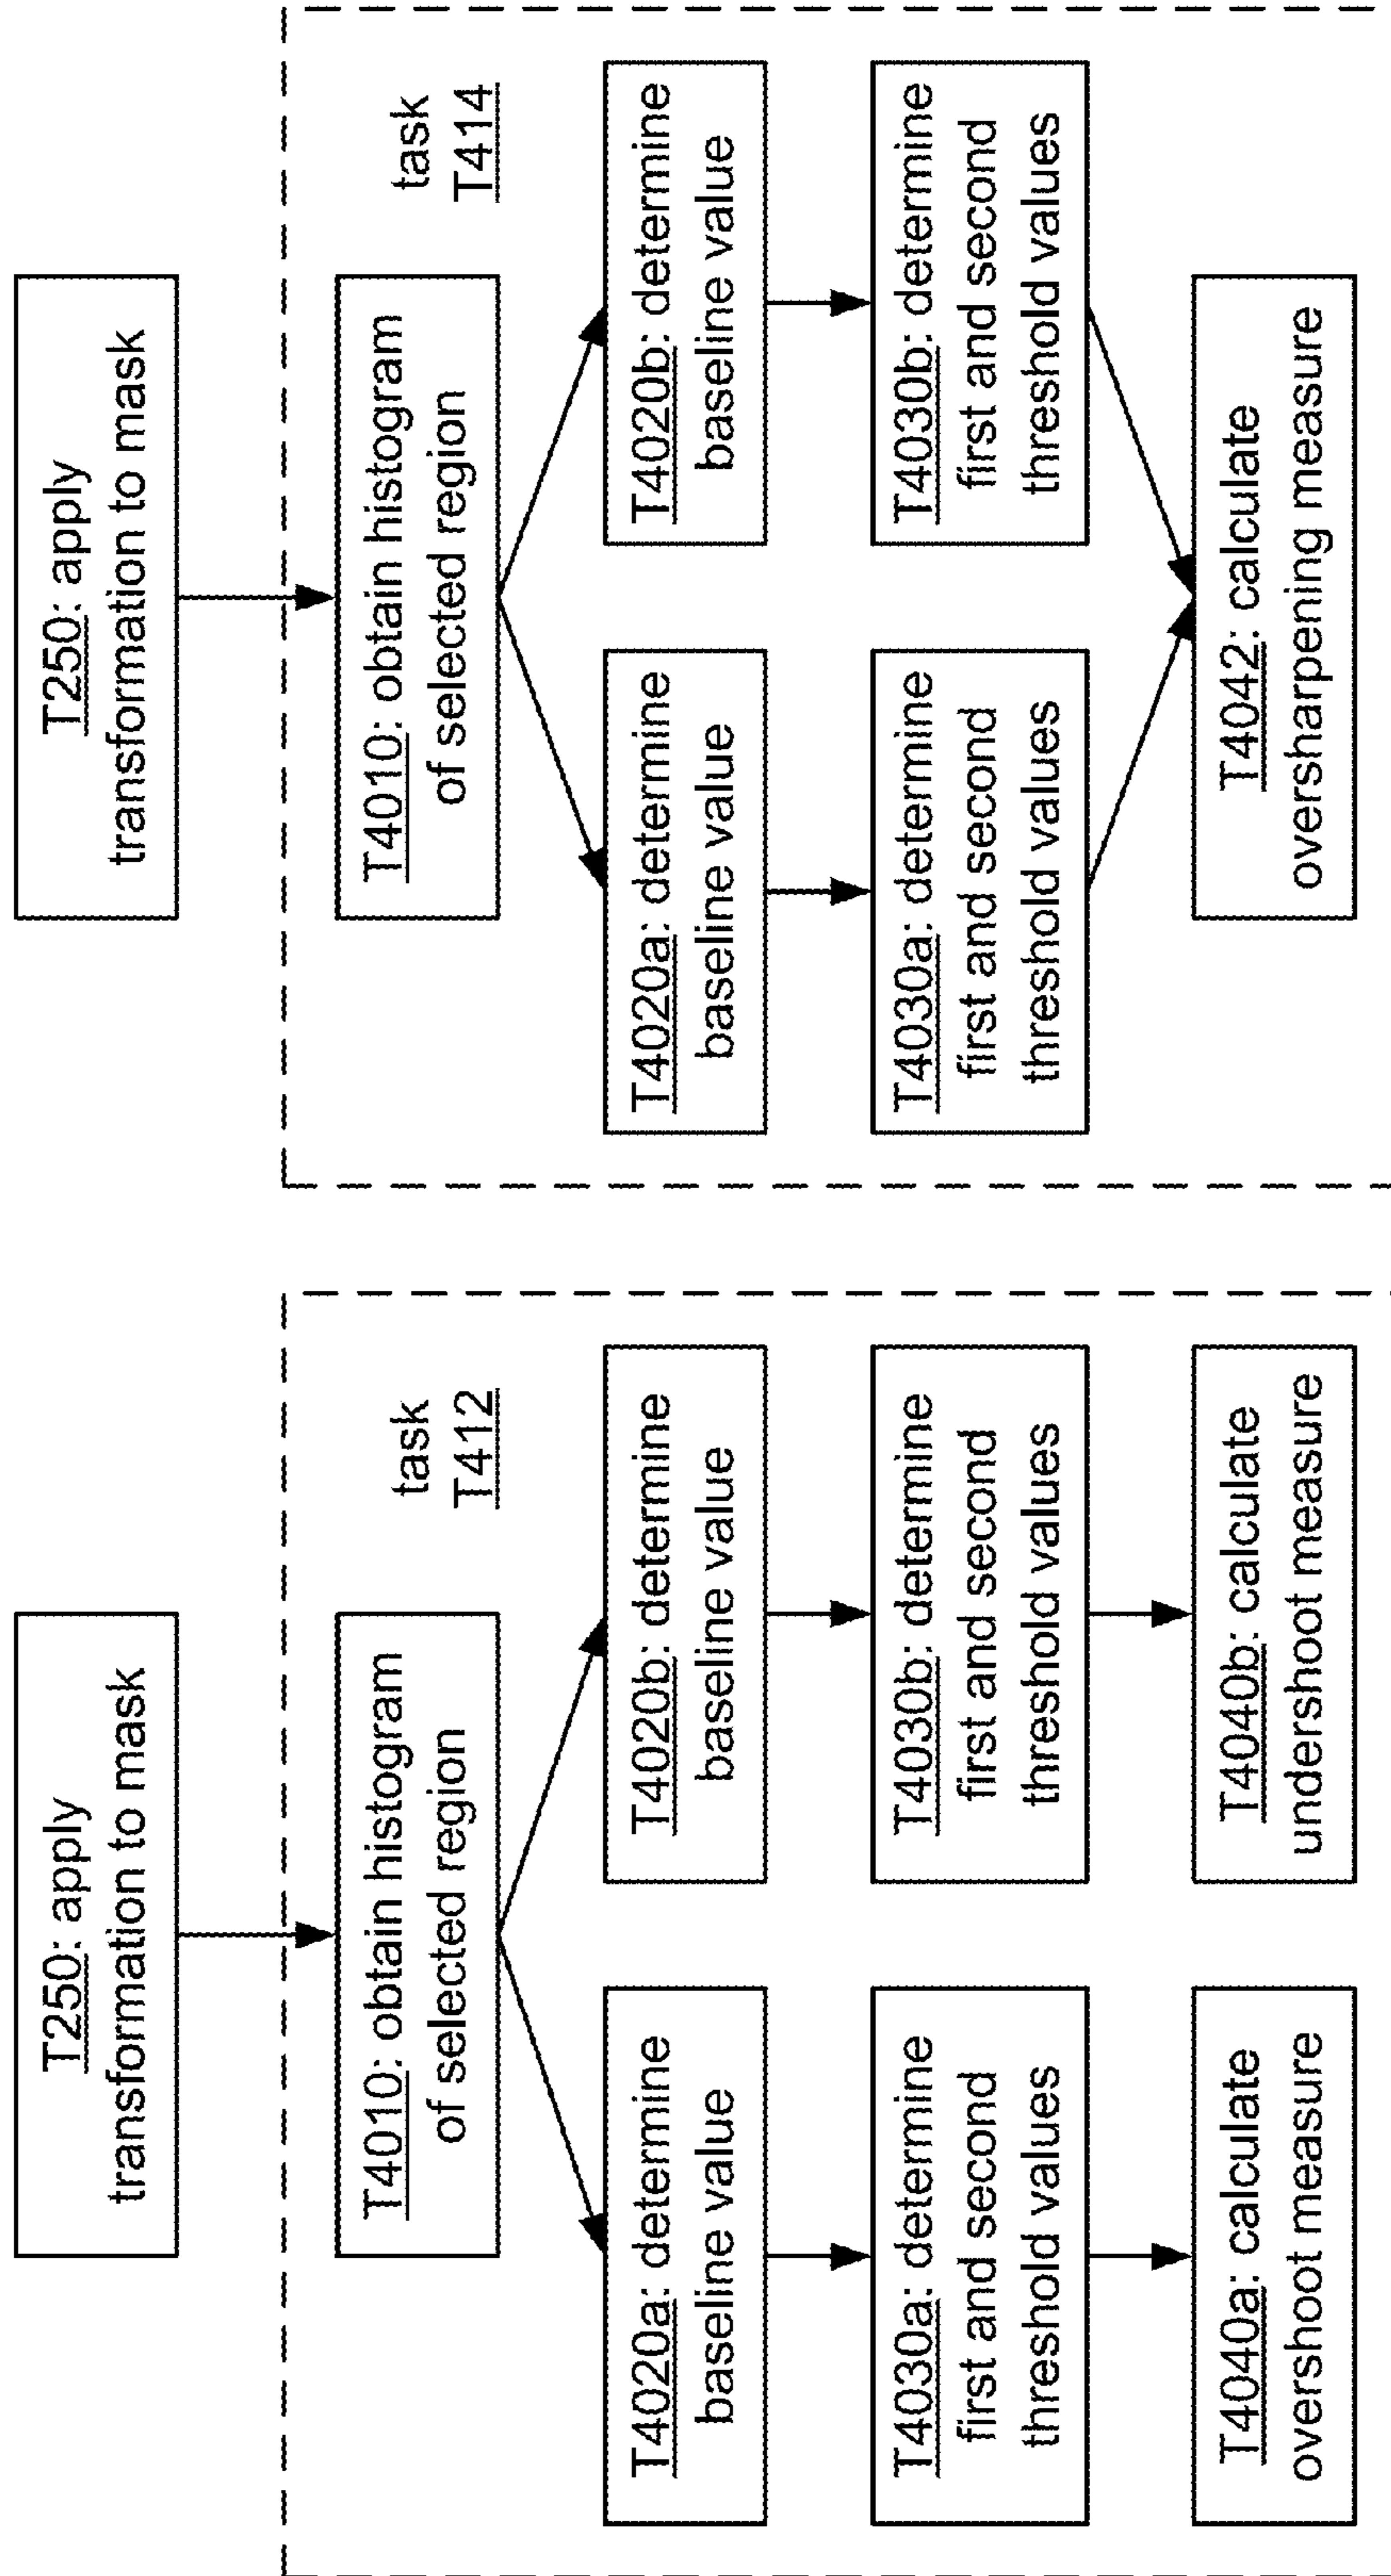 T250: apply
transformation to mask
task
T412
T4010: obtain histogram
of selected region
T4020a: determine
baseline value
T4020b: determine
baseline value
T4030a: determine
first and second
threshold values
T4030b: determine
first and second
threshold values
T4040a: calculate
overshoot measure
T4040b: calculate
undershoot measure
T250: apply
transformation to mask
task
T414
T4010: obtain histogram
of selected region
T4020a: determine
baseline value
T4020b: determine
baseline value
T4030a: determine
first and second
threshold values
T4030b: determine
first and second
threshold values
T4042: calculate
oversharpening measure